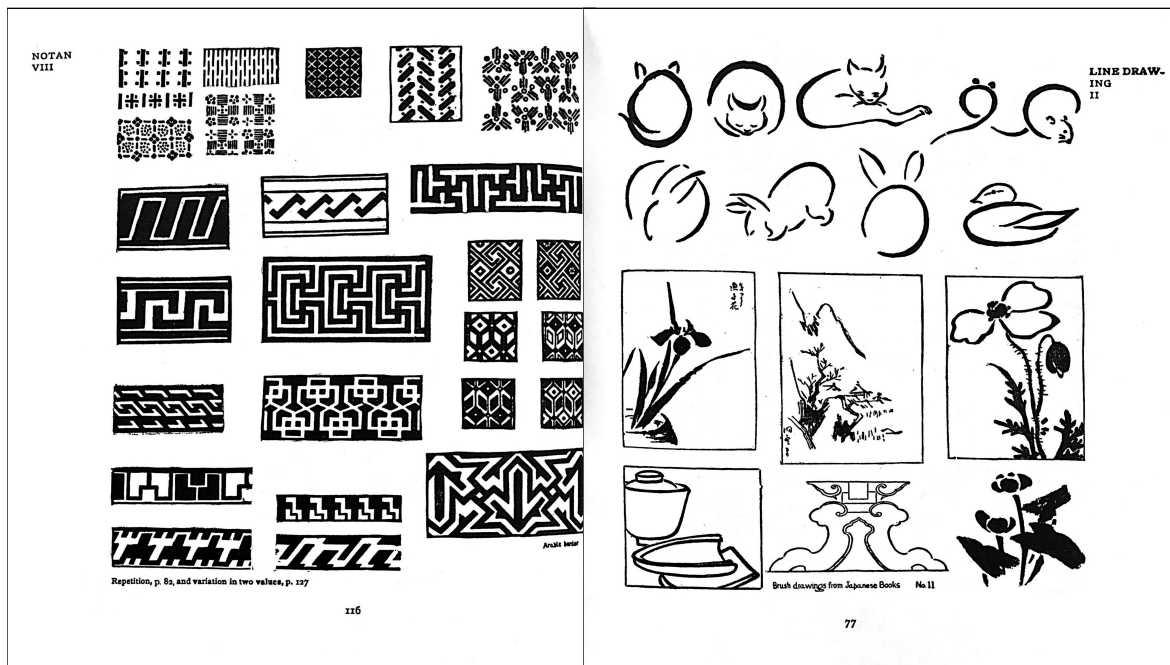 NOTAN
VIII
Arabic border
Repetition, p. 82, and variation in two values, p. 127
116
LINE DRAW-
ING
II
Brush drawings from Japanese Books No. 11
77